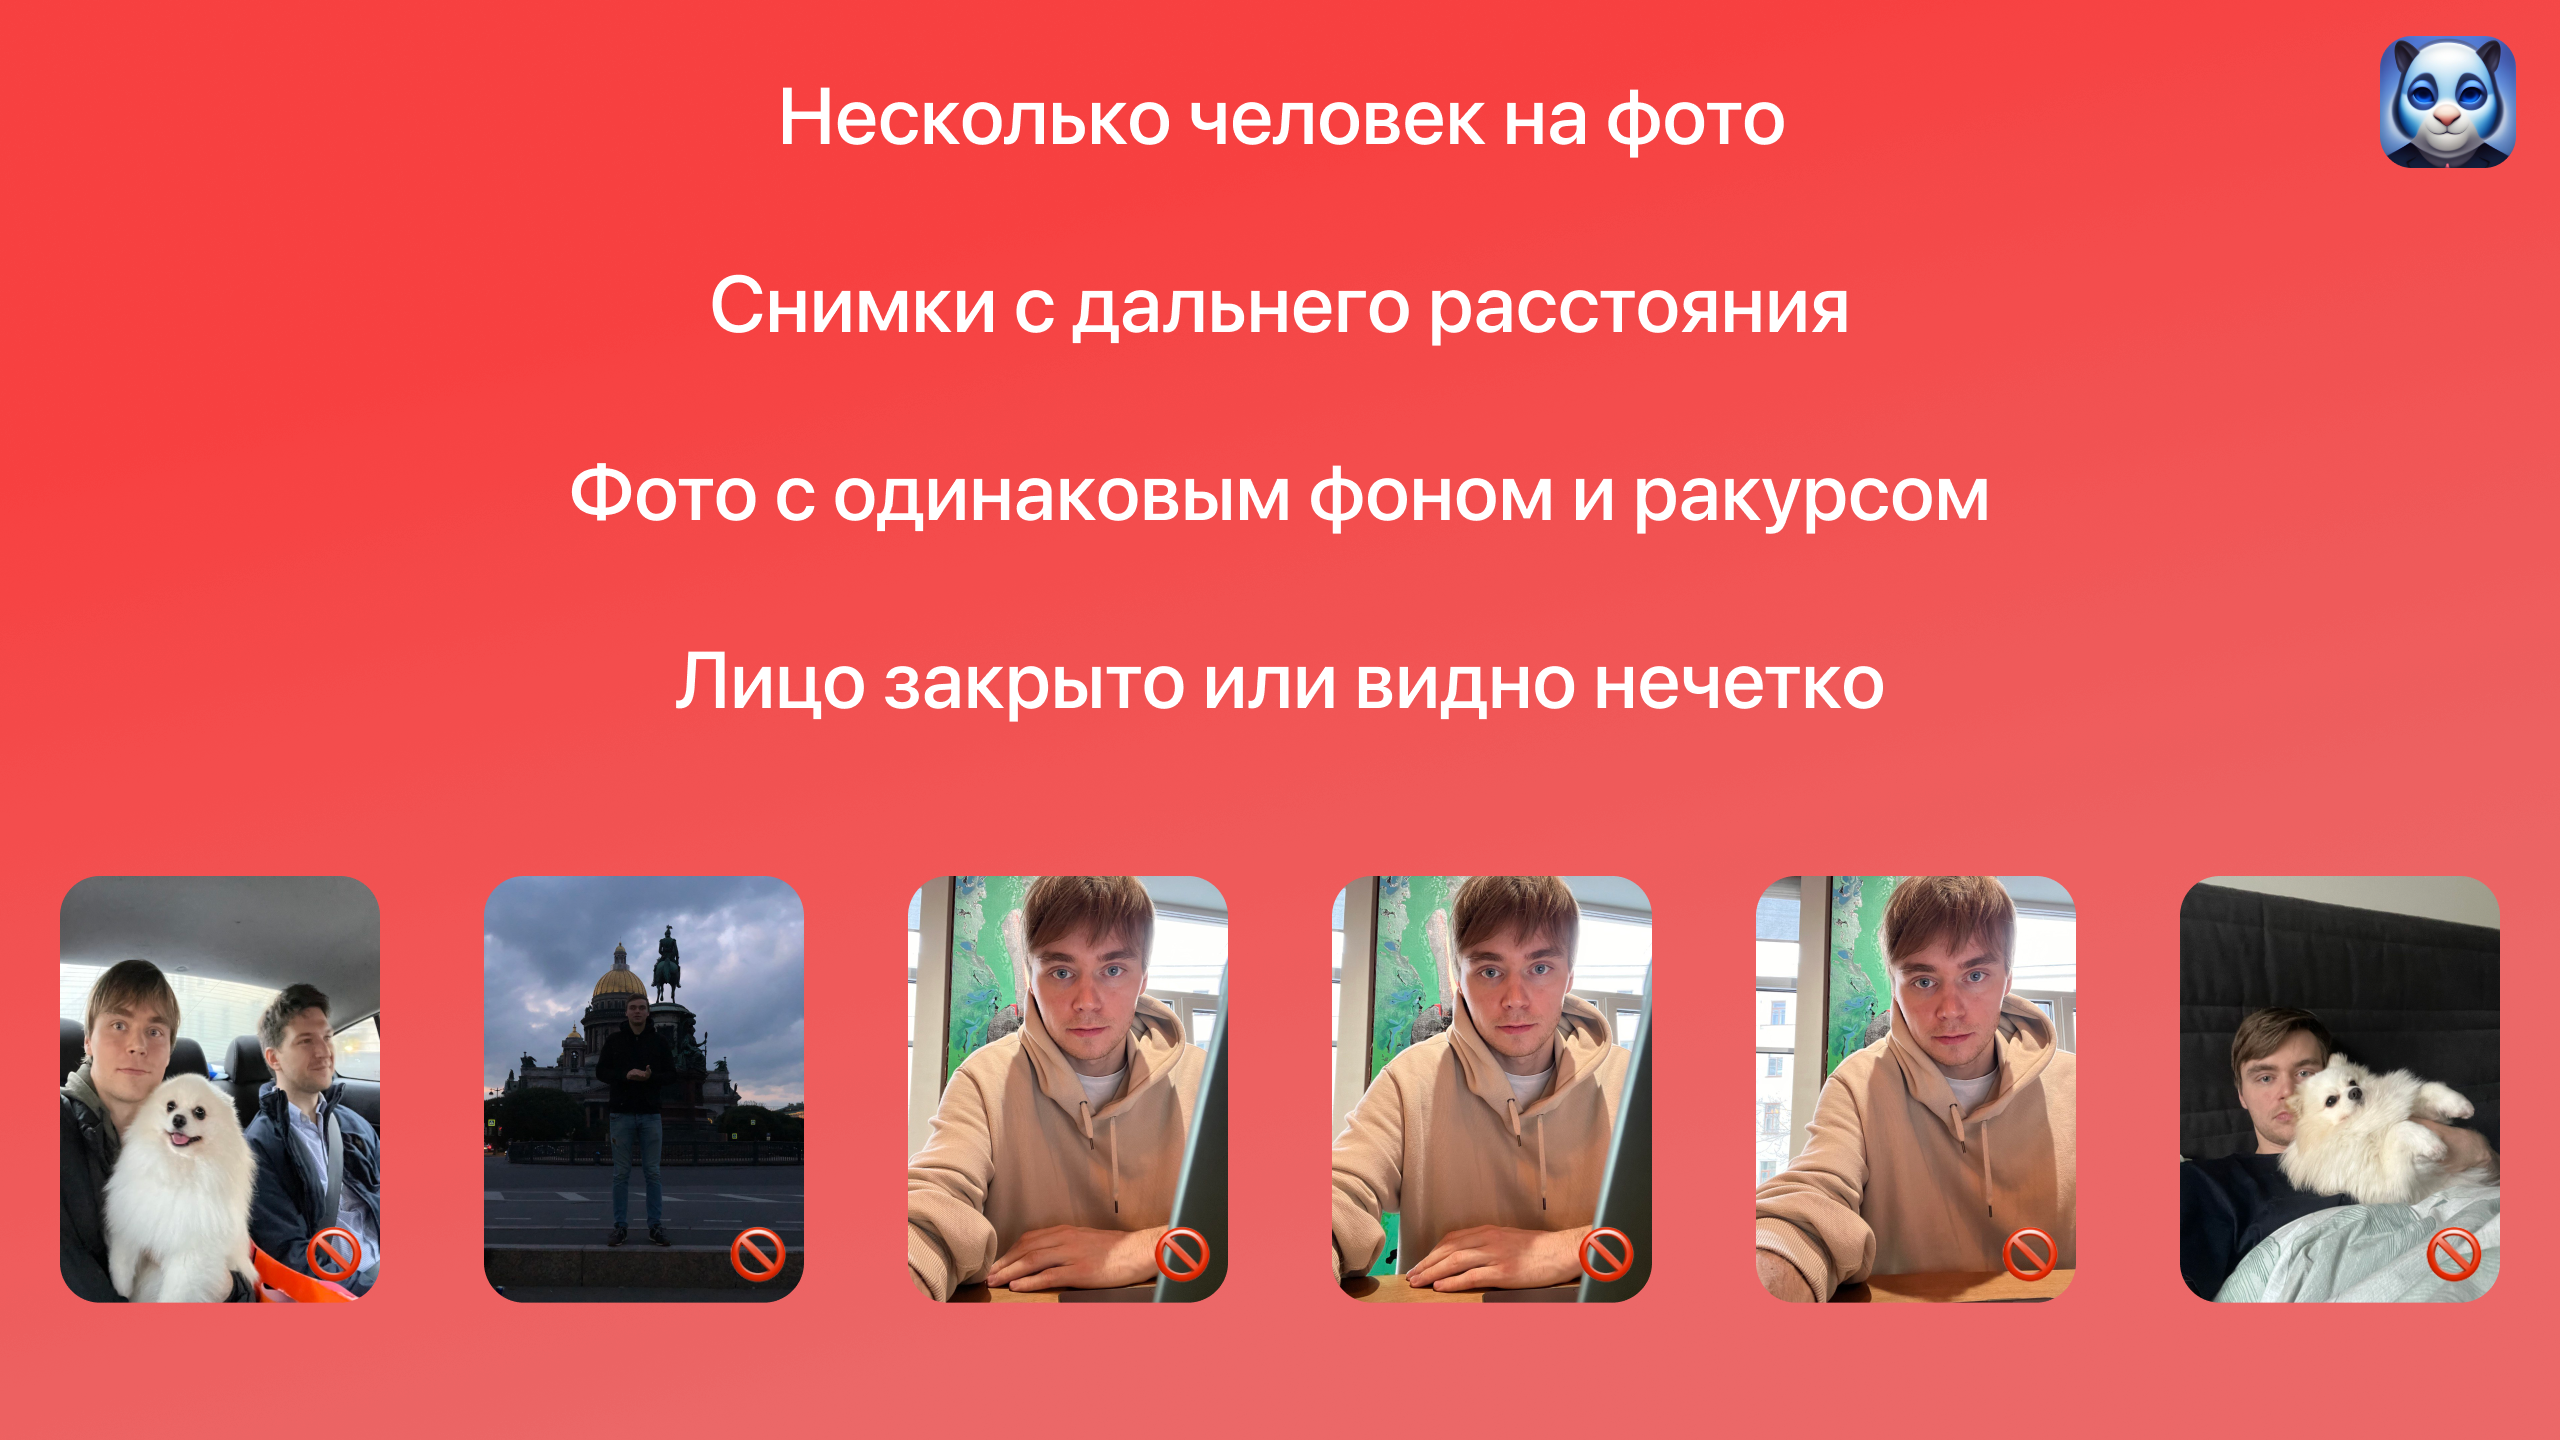 Несколько человек на фото
Снимки с дальнего расстояния
Фото с одинаковым фоном и ракурсом
Лицо закрыто или видно нечетко